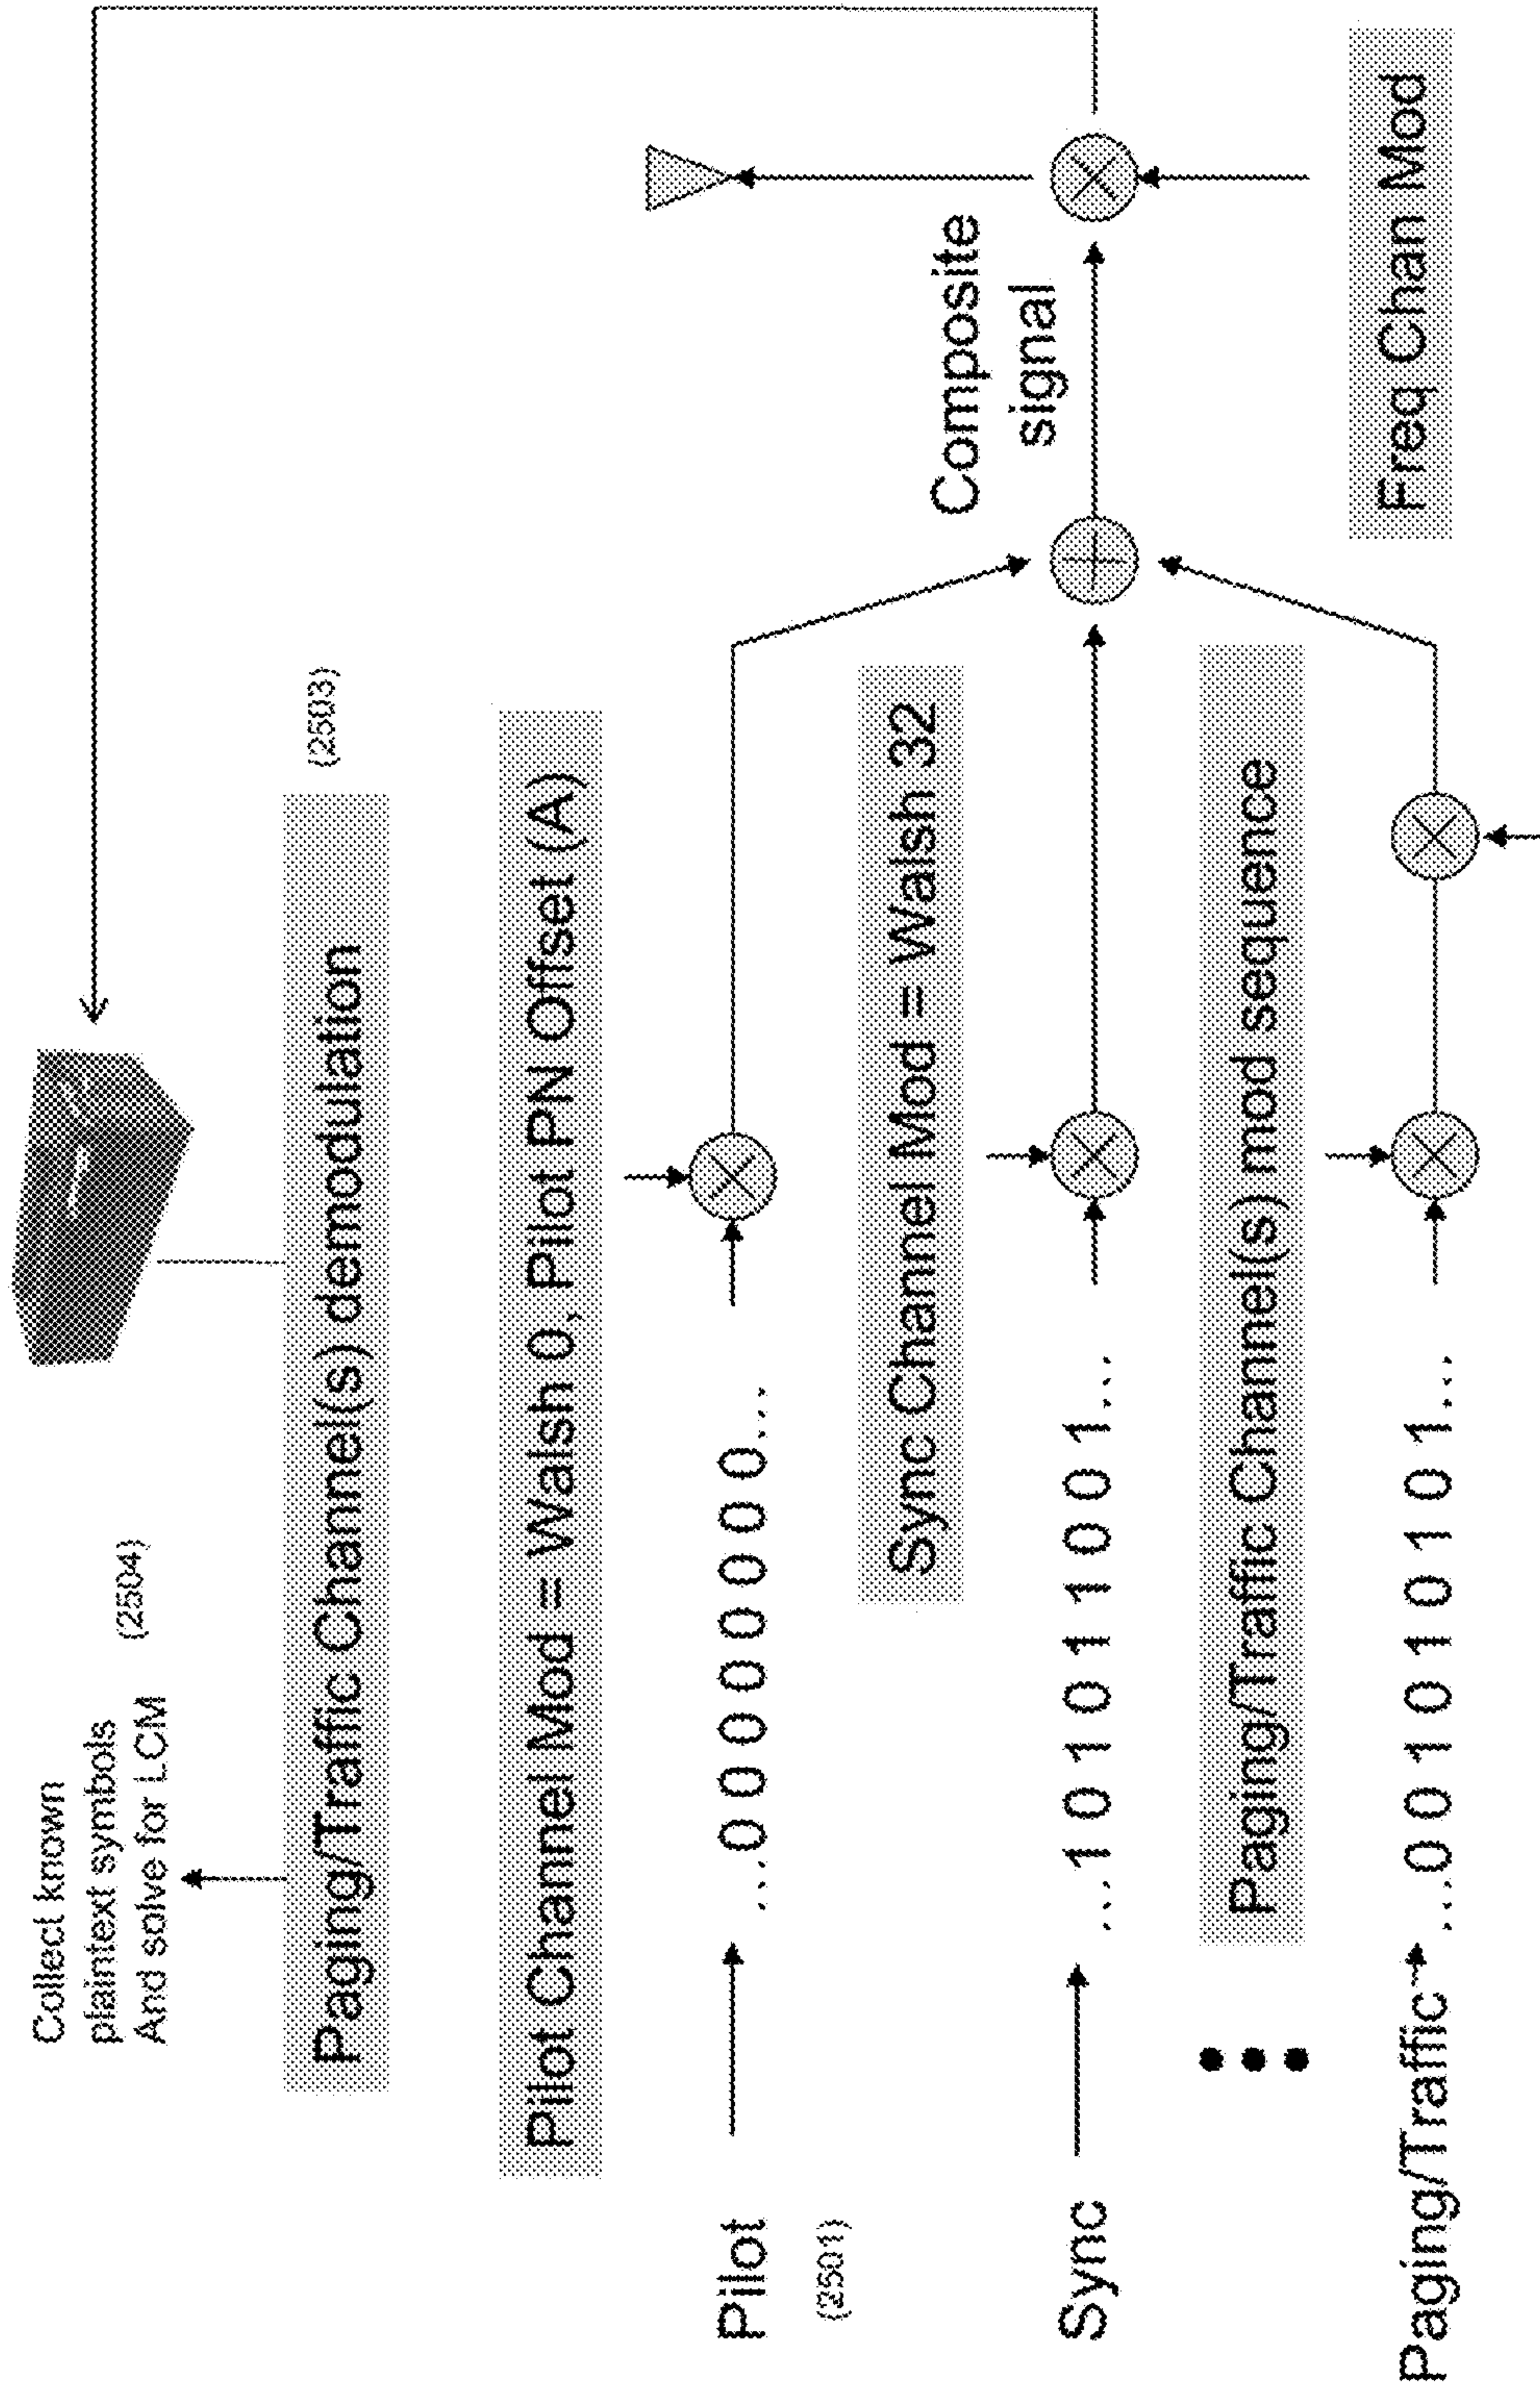 Collect known
plaintext symbols (2504)
And solve for LCM
Paging/Traffic Channel(s) demodulation
(2503)
Pilot Channel Mod = Walsh 0, Pilot PN Offset (A)
Pilot ...0 0 0 0 0 0 0 0...
(2501)
Sync Channel Mod = Walsh 32
Composite
signal
Sync ...1 0 1 0 1 1 0 0 1...
Paging/Traffic Channel(s) mod sequence
Freq Chan Mod
Paging/Traffic ...0 0 1 0 1 0 1 0 1...